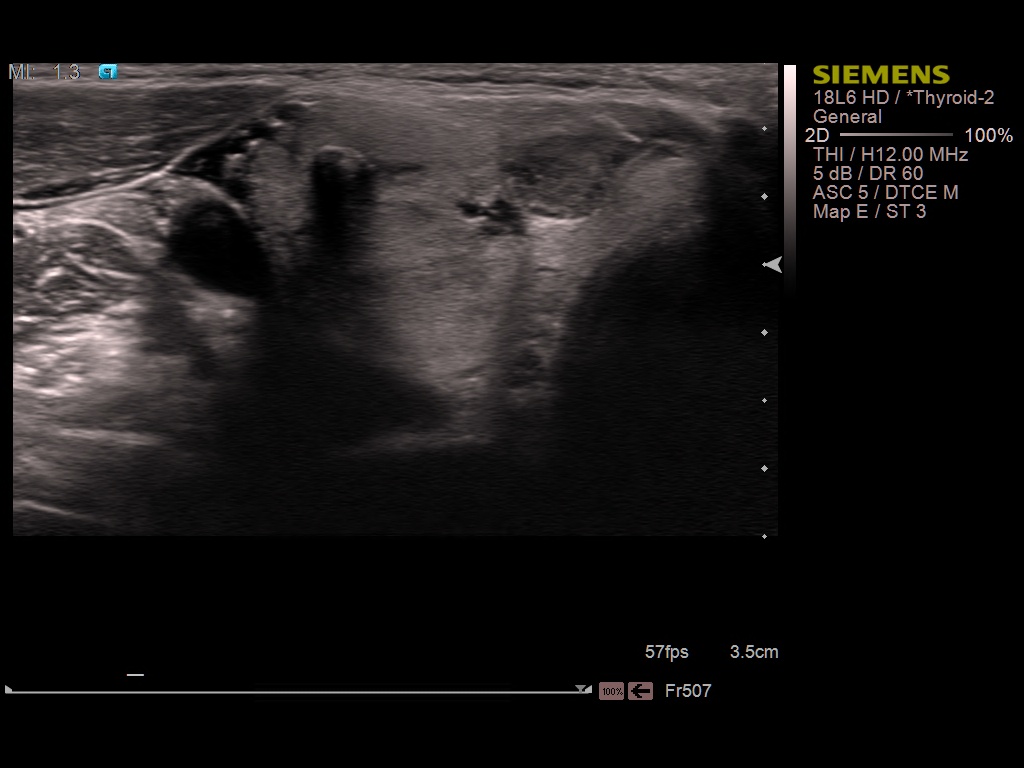 MI: 1.3
SIEMENS
18L6 HD / *Thyroid-2
General
2D 100%
THI / H12.00 MHz
5 dB / DR 60
ASC 5 / DTCE M
Map E / ST 3
57fps 3.5cm
100% Fr507